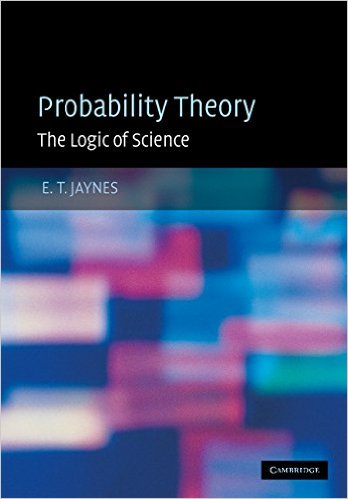 Probability Theory
The Logic of Science
E. T. JAYNES
CAMBRIDGE